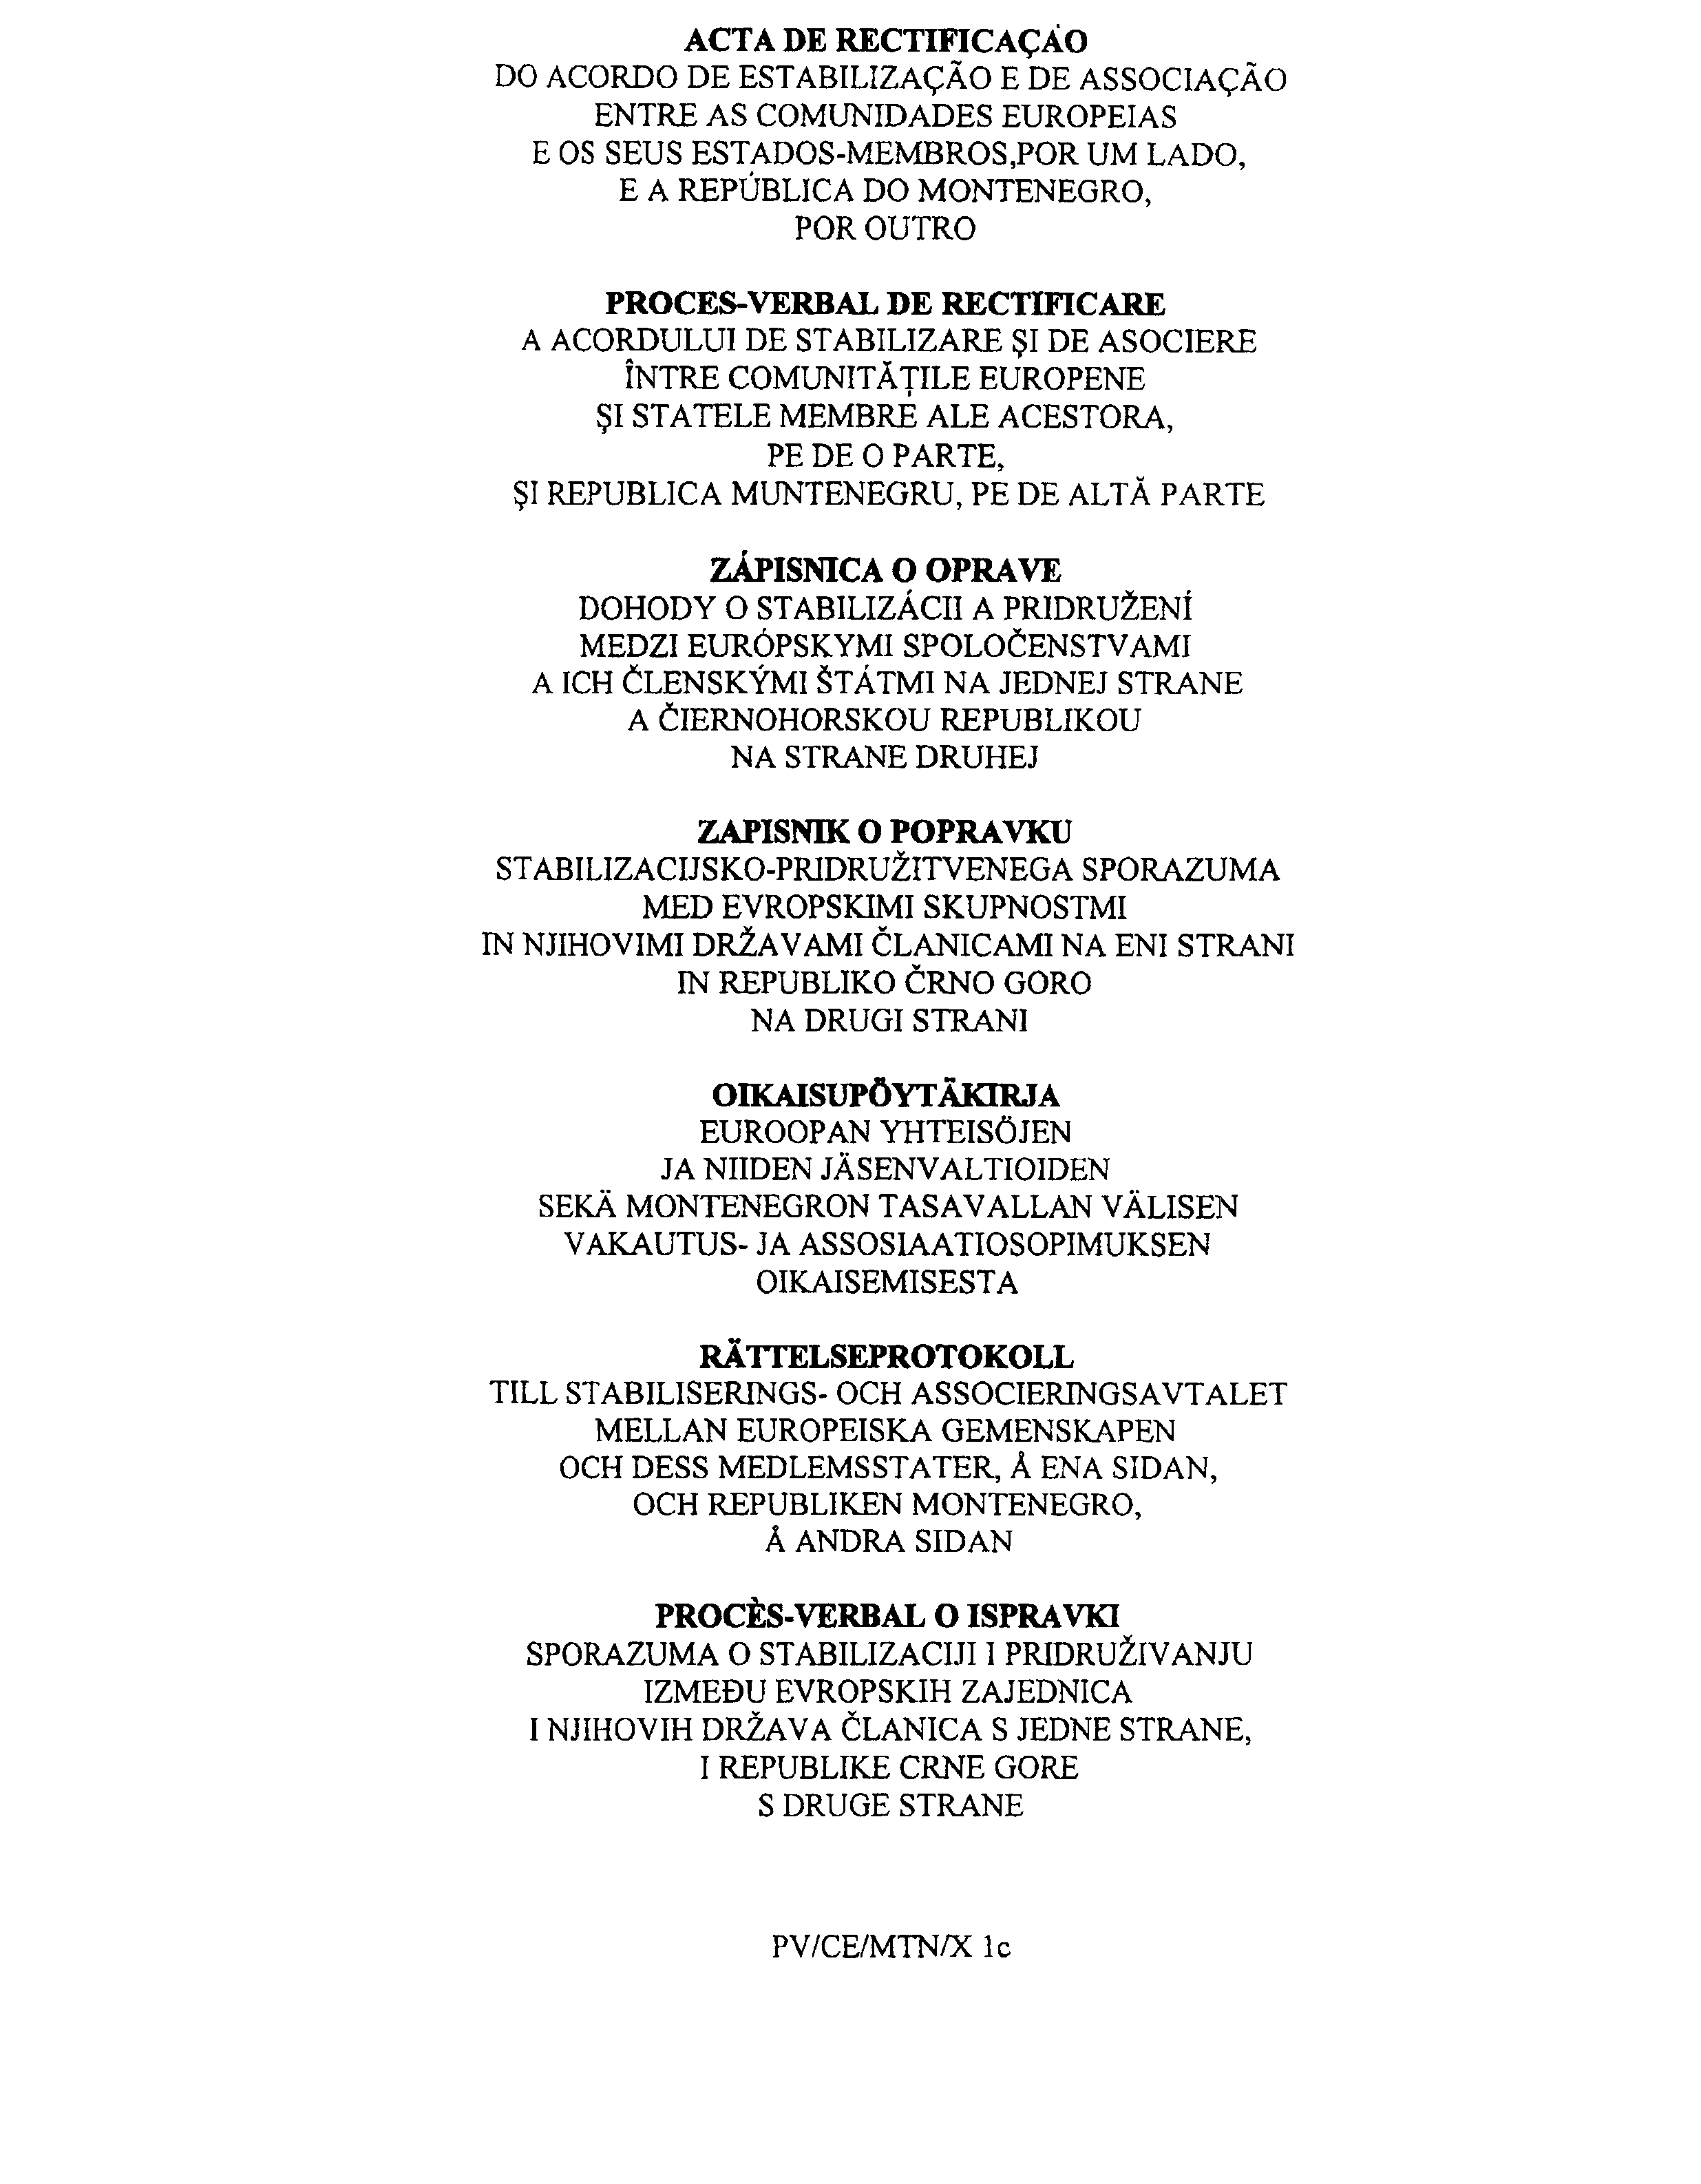 ACTA DE RECTIFICAÇÃO
DO ACORDO DE ESTABILIZAÇÃO E DE ASSOCIAÇÃO
ENTRE AS COMUNIDADES EUROPEIAS
E OS SEUS ESTADOS-MEMBROS,POR UM LADO,
E A REPÚBLICA DO MONTENEGRO,
POR OUTRO
PROCES-VERBAL DE RECTIFICARE
A ACORDULUI DE STABILIZARE ŞI DE ASOCIERE
ÎNTRE COMUNITĂŢILE EUROPENE
ŞI STATELE MEMBRE ALE ACESTORA,
PE DE O PARTE,
ŞI REPUBLICA MUNTENEGRU, PE DE ALTĂ PARTE
ZÁPISNICA O OPRAVE
DOHODY O STABILIZÁCII A PRIDRUŽENÍ
MEDZI EURÓPSKYMI SPOLOČENSTVAMI
A ICH ČLENSKÝMI ŠTÁTMI NA JEDNEJ STRANE
A ČIERNOHORSKOU REPUBLIKOU
NA STRANE DRUHEJ
ZAPISNIK O POPRAVKU
STABILIZACIJSKO-PRIDRUŽITVENEGA SPORAZUMA
MED EVROPSKIMI SKUPNOSTMI
IN NJIHOVIMI DRŽAVAMI ČLANICAMI NA ENI STRANI
IN REPUBLIKO ČRNO GORO
NA DRUGI STRANI
OIKAISUPÖYTÄKIRJA
EUROOPAN YHTEISÖJEN
JA NIIDEN JÄSENVALTIOIDEN
SEKÄ MONTENEGRON TASAVALLAN VÄLISEN
VAKAUTUS- JA ASSOSIAATIOSOPIMUKSEN
OIKAISEMISESTA
RÄTTELSEPROTOKOLL
TILL STABILISERINGS- OCH ASSOCIERINGSAVTALET
MELLAN EUROPEISKA GEMENSKAPEN
OCH DESS MEDLEMSSTATER, Å ENA SIDAN,
OCH REPUBLIKEN MONTENEGRO,
Å ANDRA SIDAN
PROCÈS-VERBAL O ISPRAVKI
SPORAZUMA O STABILIZACIJI I PRIDRUŽIVANJU
IZMEĐU EVROPSKIH ZAJEDNICA
I NJIHOVIH DRŽAVA ČLANICA S JEDNE STRANE,
I REPUBLIKE CRNE GORE
S DRUGE STRANE
PV/CE/MTN/X 1c